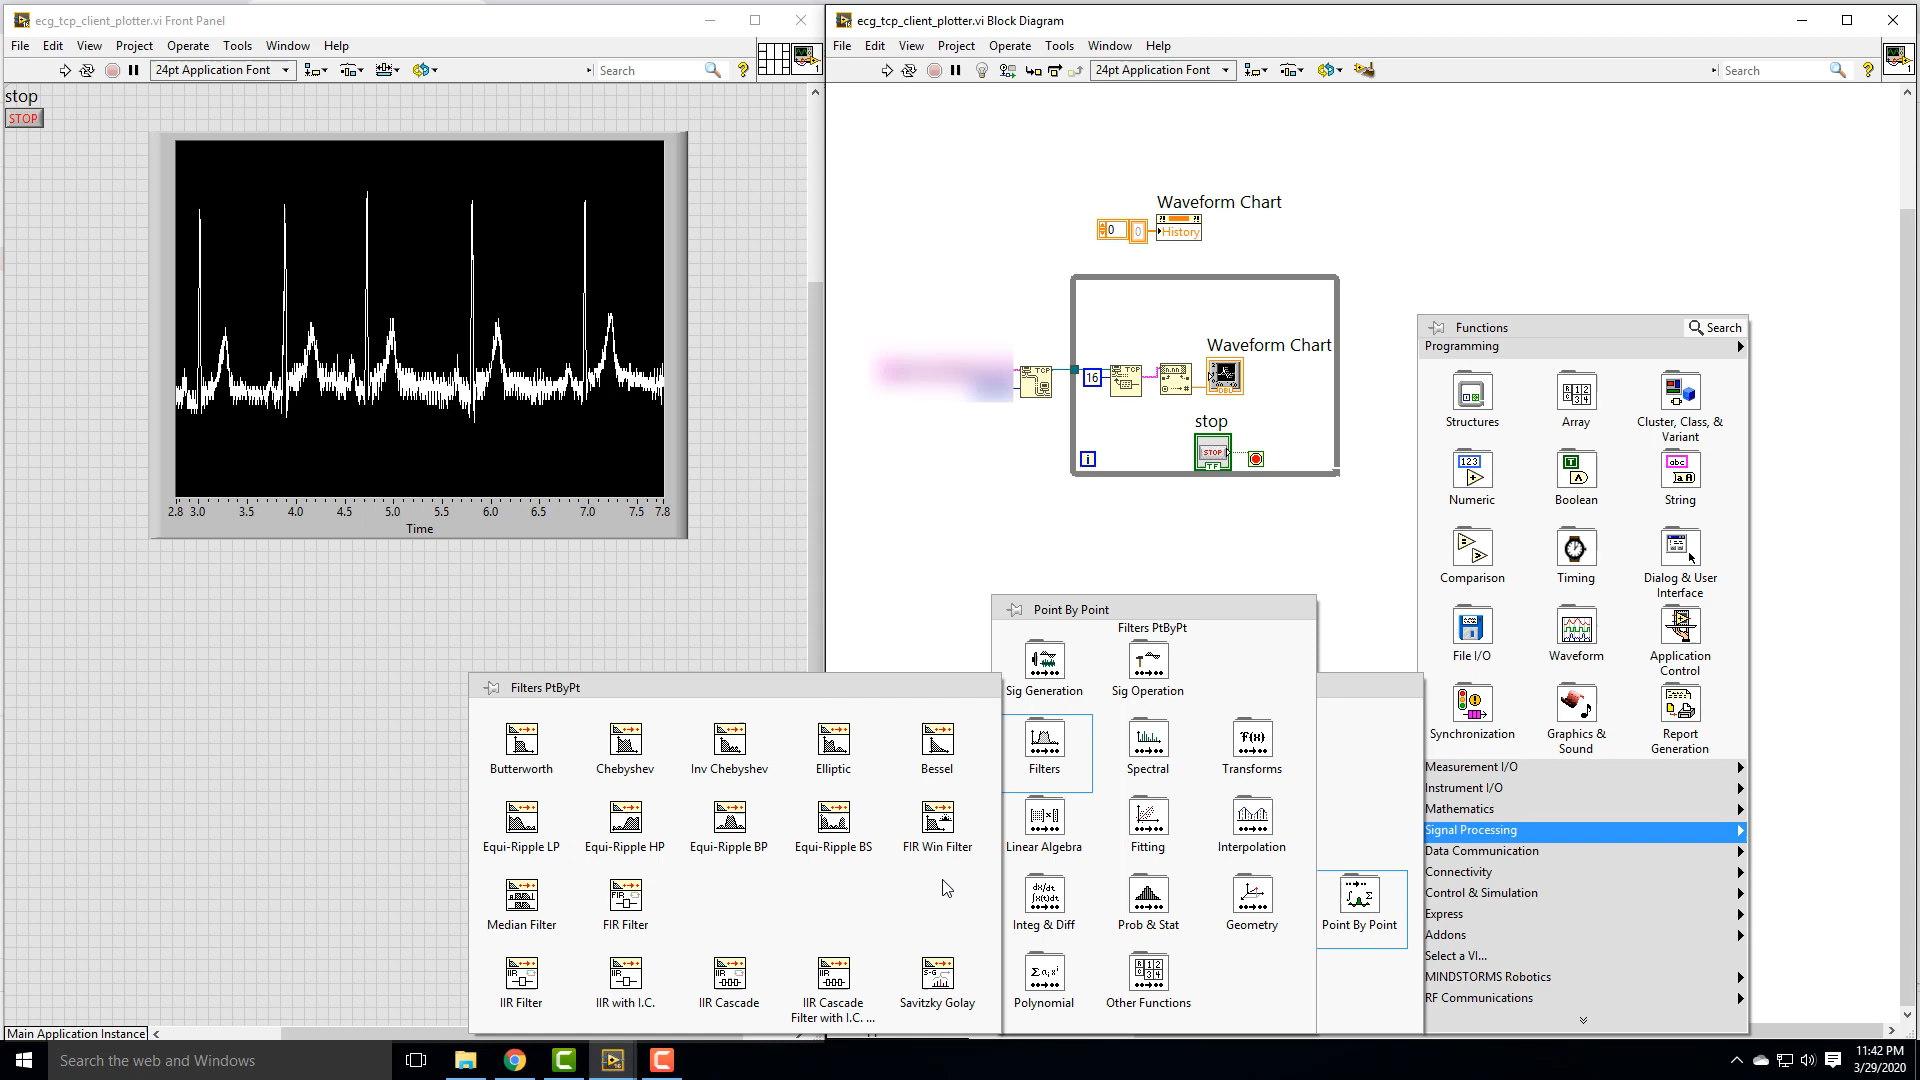 ecg_tcp_client_plotter.vi Front Panel
File Edit View Project Operate Tools Window Help
24pt Application Font
Search
stop
STOP
2.8 3.0 3.5 4.0 4.5 5.0 5.5 6.0 6.5 7.0 7.5 7.8
Time
Main Application Instance
ecg_tcp_client_plotter.vi Block Diagram
File Edit View Project Operate Tools Window Help
24pt Application Font
Search
Waveform Chart
0 0 History
Waveform Chart
TCP 16 TCP
DBL
stop
STOP
TF
i
Functions
Search
Programming
Structures
Array
Cluster, Class, &
Variant
Numeric
Boolean
String
Comparison
Timing
Dialog & User
Interface
File I/O
Waveform
Application
Control
Synchronization
Graphics &
Sound
Report
Generation
Measurement I/O
Instrument I/O
Mathematics
Signal Processing
Data Communication
Connectivity
Control & Simulation
Express
Addons
Select a VI...
MINDSTORMS Robotics
RF Communications
Point By Point
Point By Point
Filters PtByPt
Sig Generation
Sig Operation
Filters
Spectral
Transforms
Linear Algebra
Fitting
Interpolation
Integ & Diff
Prob & Stat
Geometry
Polynomial
Other Functions
Filters PtByPt
Butterworth
Chebyshev
Inv Chebyshev
Elliptic
Bessel
Equi-Ripple LP
Equi-Ripple HP
Equi-Ripple BP
Equi-Ripple BS
FIR Win Filter
Median Filter
FIR Filter
IIR Filter
IIR with I.C.
IIR Cascade
IIR Cascade
Filter with I.C. ...
Savitzky Golay
Search the web and Windows
11:42 PM
3/29/2020